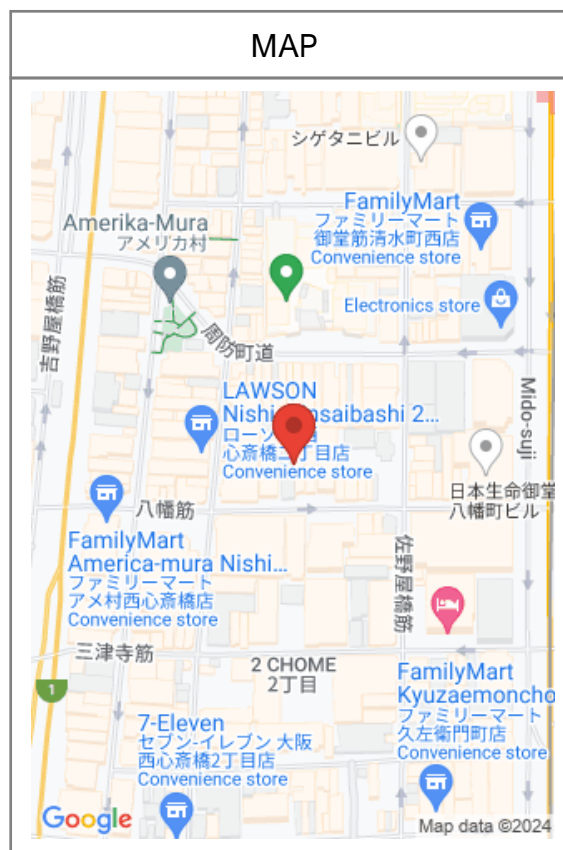 MAP
シゲタニビル
FamilyMart
ファミリーマート
御堂筋清水町西店
Convenience store
Amerika-Mura
アメリカ村
Electronics store
吉野屋橋筋
周防町道
LAWSON
2...
心斎橋二丁目店
Convenience store
Mido-suji
日本生命御堂
八幡町ビル
八幡筋
FamilyMart
America-mura Nishi...
ファミリーマート
アメ村西心斎橋店
Convenience store
佐野屋橋筋
三津寺筋
2 CHOME
2丁目
1
FamilyMart
Kyuzaemoncho
ファミリーマート
久左衛門町店
Convenience store
7-Eleven
セブン-イレブン 大阪
西心斎橋2丁目店
Convenience store
Google
Map data ©2024